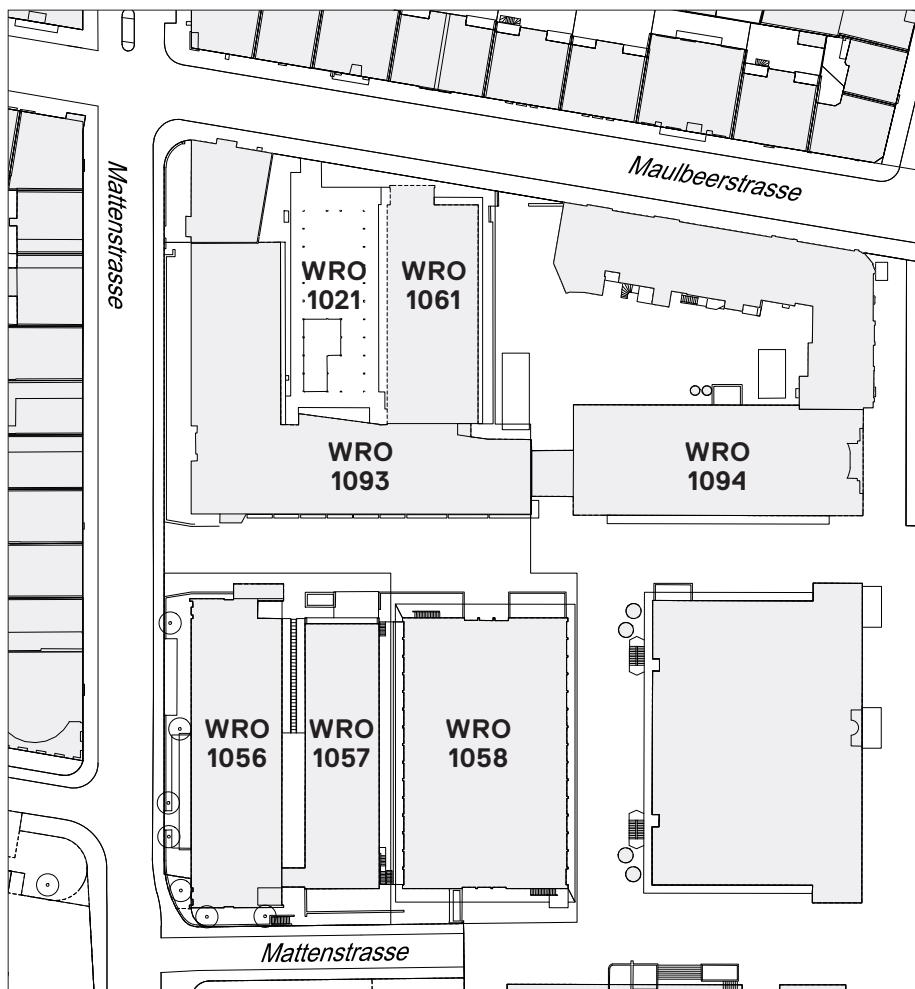 Maulbeerstrasse
Mattenstrasse
WRO
1021
WRO
1061
WRO
1093
WRO
1094
WRO
1056
WRO
1057
WRO
1058
Mattenstrasse